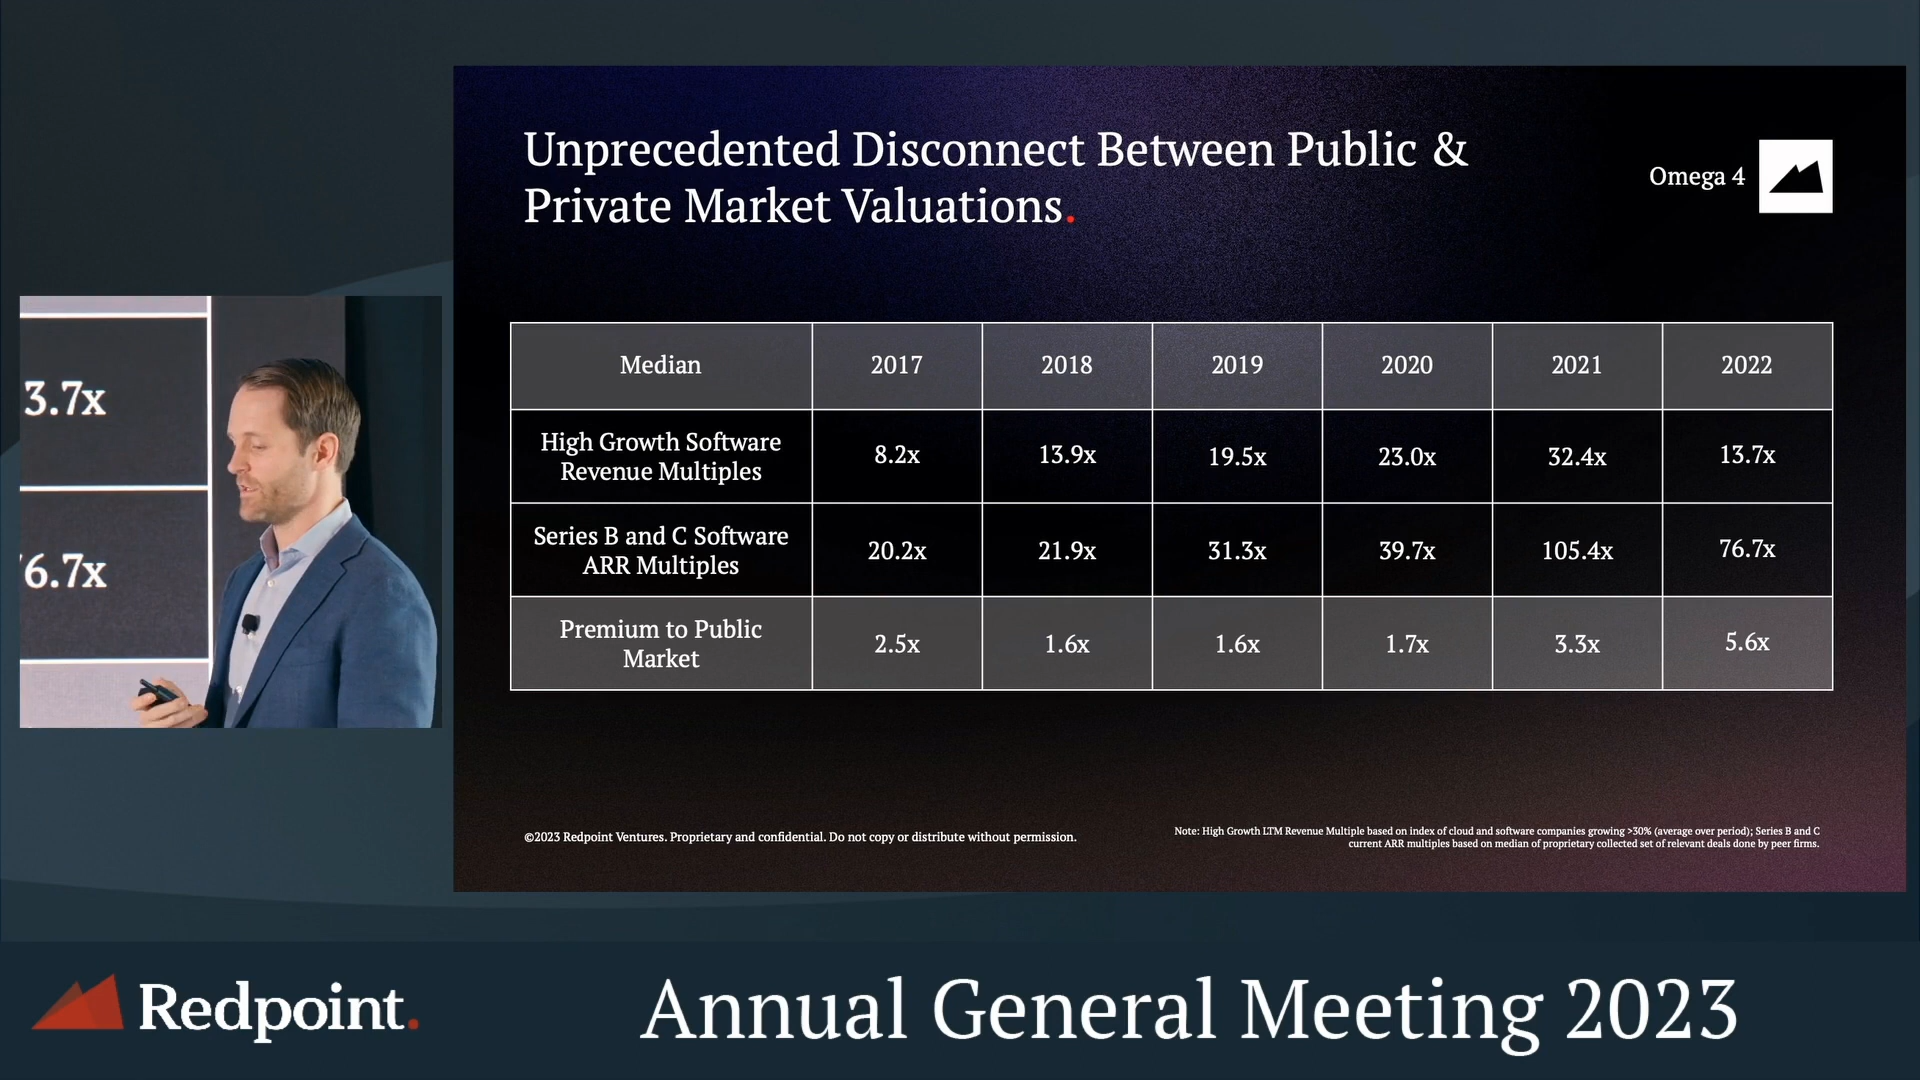 Unprecedented Disconnect Between Public &
Private Market Valuations.
Omega 4
Median 2017 2018 2019 2020 2021 2022
High Growth Software
Revenue Multiples
8.2x 13.9x 19.5x 23.0x 32.4x 13.7x
Series B and C Software
ARR Multiples
20.2x 21.9x 31.3x 39.7x 105.4x 76.7x
Premium to Public
Market
2.5x 1.6x 1.6x 1.7x 3.3x 5.6x
3.7x
6.7x
©2023 Redpoint Ventures. Proprietary and confidential. Do not copy or distribute without permission.
Note: High Growth LTM Revenue Multiple based on index of cloud and software companies growing >30% (average over period); Series B and C
current ARR multiples based on median of proprietary collected set of relevant deals done by peer firms.
Redpoint.
Annual General Meeting 2023